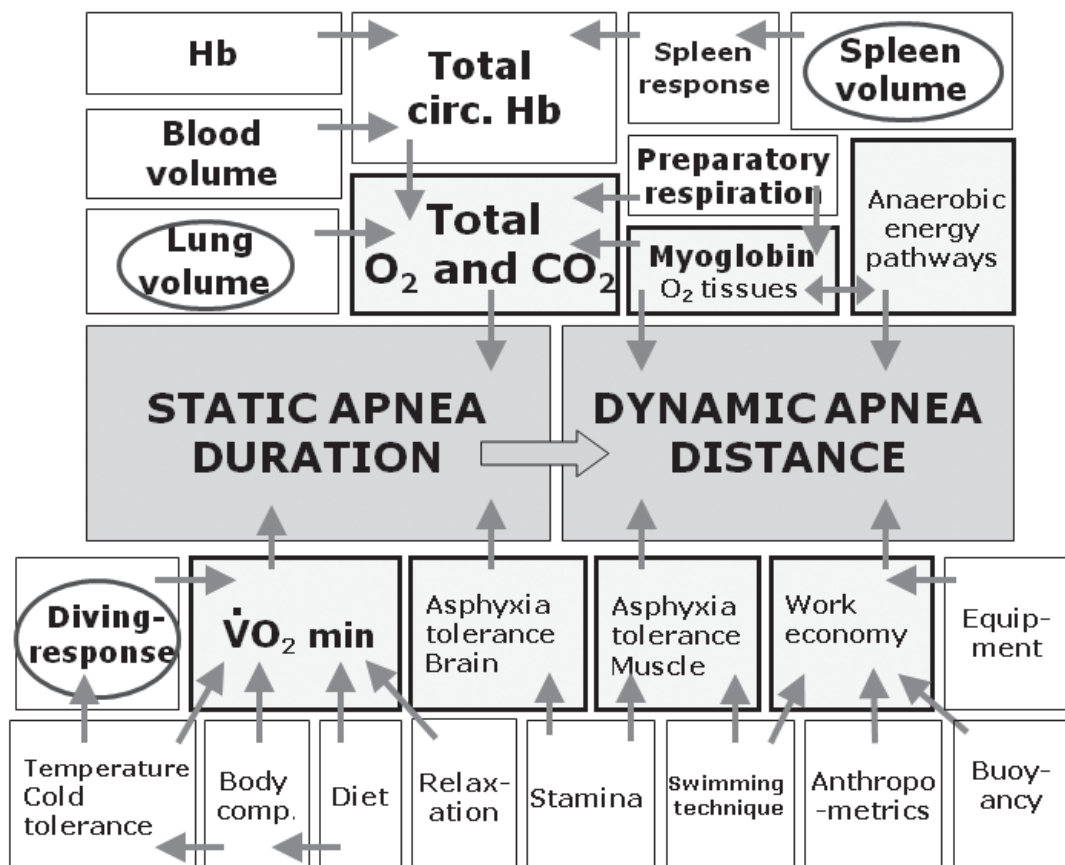 Hb
Total
circ. Hb
Spleen
response
Spleen
volume
Blood
volume
Preparatory
respiration
Anaerobic
energy
pathways
Lung
volume
Total
O₂ and CO₂
Myoglobin
O₂ tissues
STATIC APNEA
DURATION
DYNAMIC APNEA
DISTANCE
Diving-
response
V̇O₂ min
Asphyxia
tolerance
Brain
Asphyxia
tolerance
Muscle
Work
economy
Equip-
ment
Temperature
Cold
tolerance
Body
comp.
Diet
Relax-
ation
Stamina
Swimming
technique
Anthropo
-metrics
Buoy-
ancy